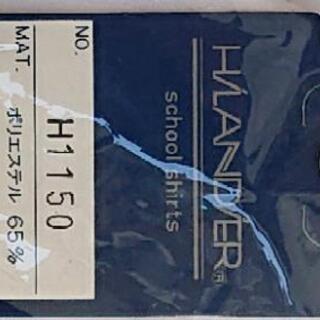 HILANDER®
school shirts
NO. H1150
MAT. ポリエステル 65%